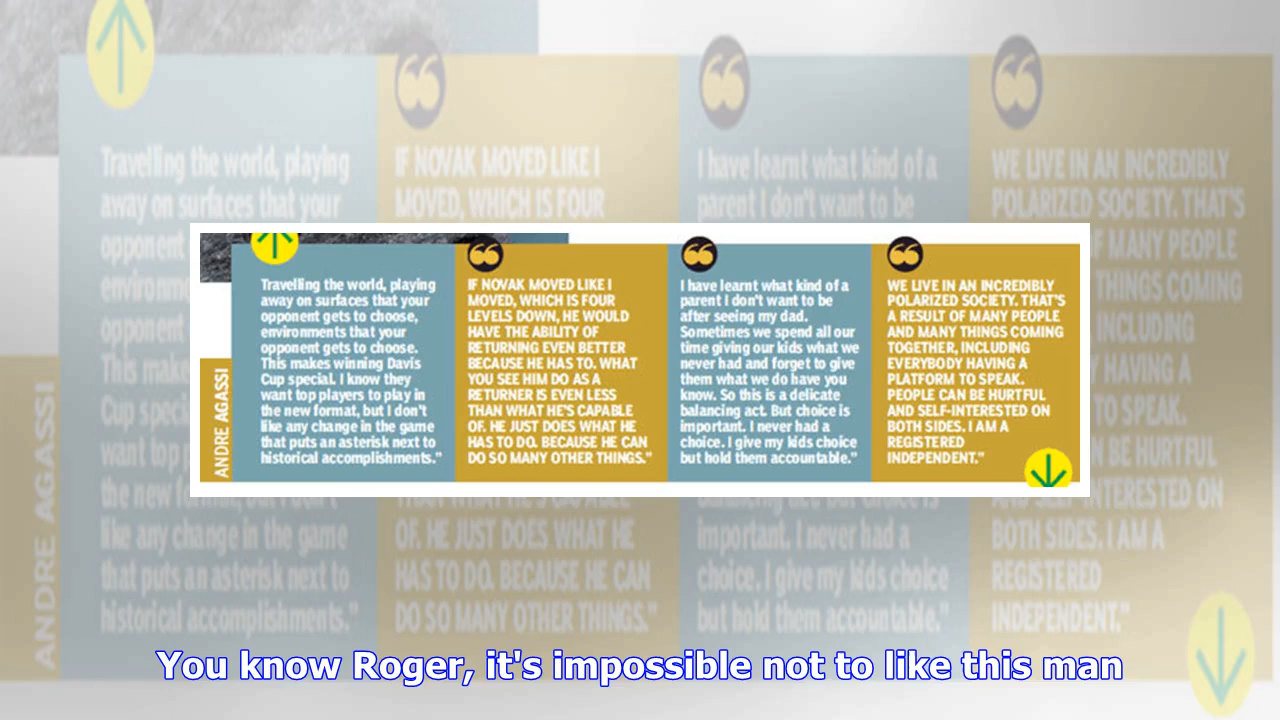 ANDRE AGASSI
Travelling the world, playing
away on surfaces that your
opponent gets to choose,
environments that your
opponent gets to choose.
This makes winning Davis
Cup special. I know they
want top players to play in
the new format, but I don't
like any change in the game
that puts an asterisk next to
historical accomplishments."
IF NOVAK MOVED LIKE I
MOVED, WHICH IS FOUR
LEVELS DOWN, HE WOULD
HAVE THE ABILITY OF
RETURNING EVEN BETTER
BECAUSE HE HAS TO. WHAT
YOU SEE HIM DO AS A
RETURNER IS EVEN LESS
THAN WHAT HE'S CAPABLE
OF. HE JUST DOES WHAT HE
HAS TO DO. BECAUSE HE CAN
DO SO MANY OTHER THINGS."
I have learnt what kind of a
parent I don't want to be
after seeing my dad.
Sometimes we spend all our
time giving our kids what we
never had and forget to give
them what we do have you
know. So this is a delicate
balancing act. But choice is
important. I never had a
choice. I give my kids choice
but hold them accountable."
WE LIVE IN AN INCREDIBLY
POLARIZED SOCIETY. THAT'S
A RESULT OF MANY PEOPLE
AND MANY THINGS COMING
TOGETHER, INCLUDING
EVERYBODY HAVING A
PLATFORM TO SPEAK.
PEOPLE CAN BE HURTFUL
AND SELF-INTERESTED ON
BOTH SIDES. I AM A
REGISTERED
INDEPENDENT."
You know Roger, it's impossible not to like this man